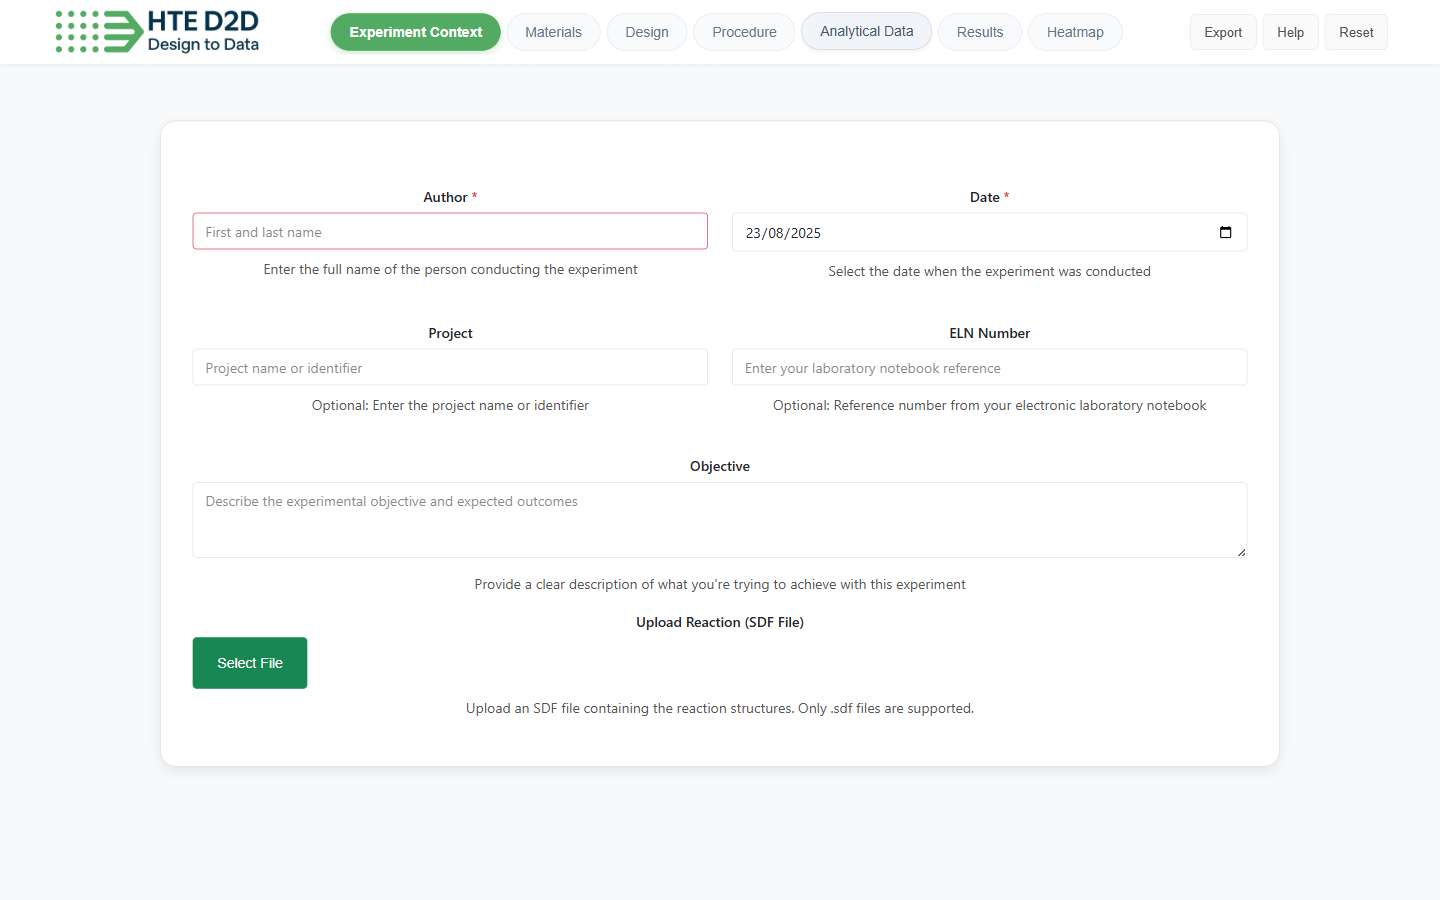 HTE D2D
Design to Data
Experiment Context
Materials
Design
Procedure
Analytical Data
Results
Heatmap
Export
Help
Reset
Author *
Date *
First and last name
23/08/2025
Enter the full name of the person conducting the experiment
Select the date when the experiment was conducted
Project
ELN Number
Project name or identifier
Enter your laboratory notebook reference
Optional: Enter the project name or identifier
Optional: Reference number from your electronic laboratory notebook
Objective
Describe the experimental objective and expected outcomes
Provide a clear description of what you're trying to achieve with this experiment
Upload Reaction (SDF File)
Select File
Upload an SDF file containing the reaction structures. Only .sdf files are supported.